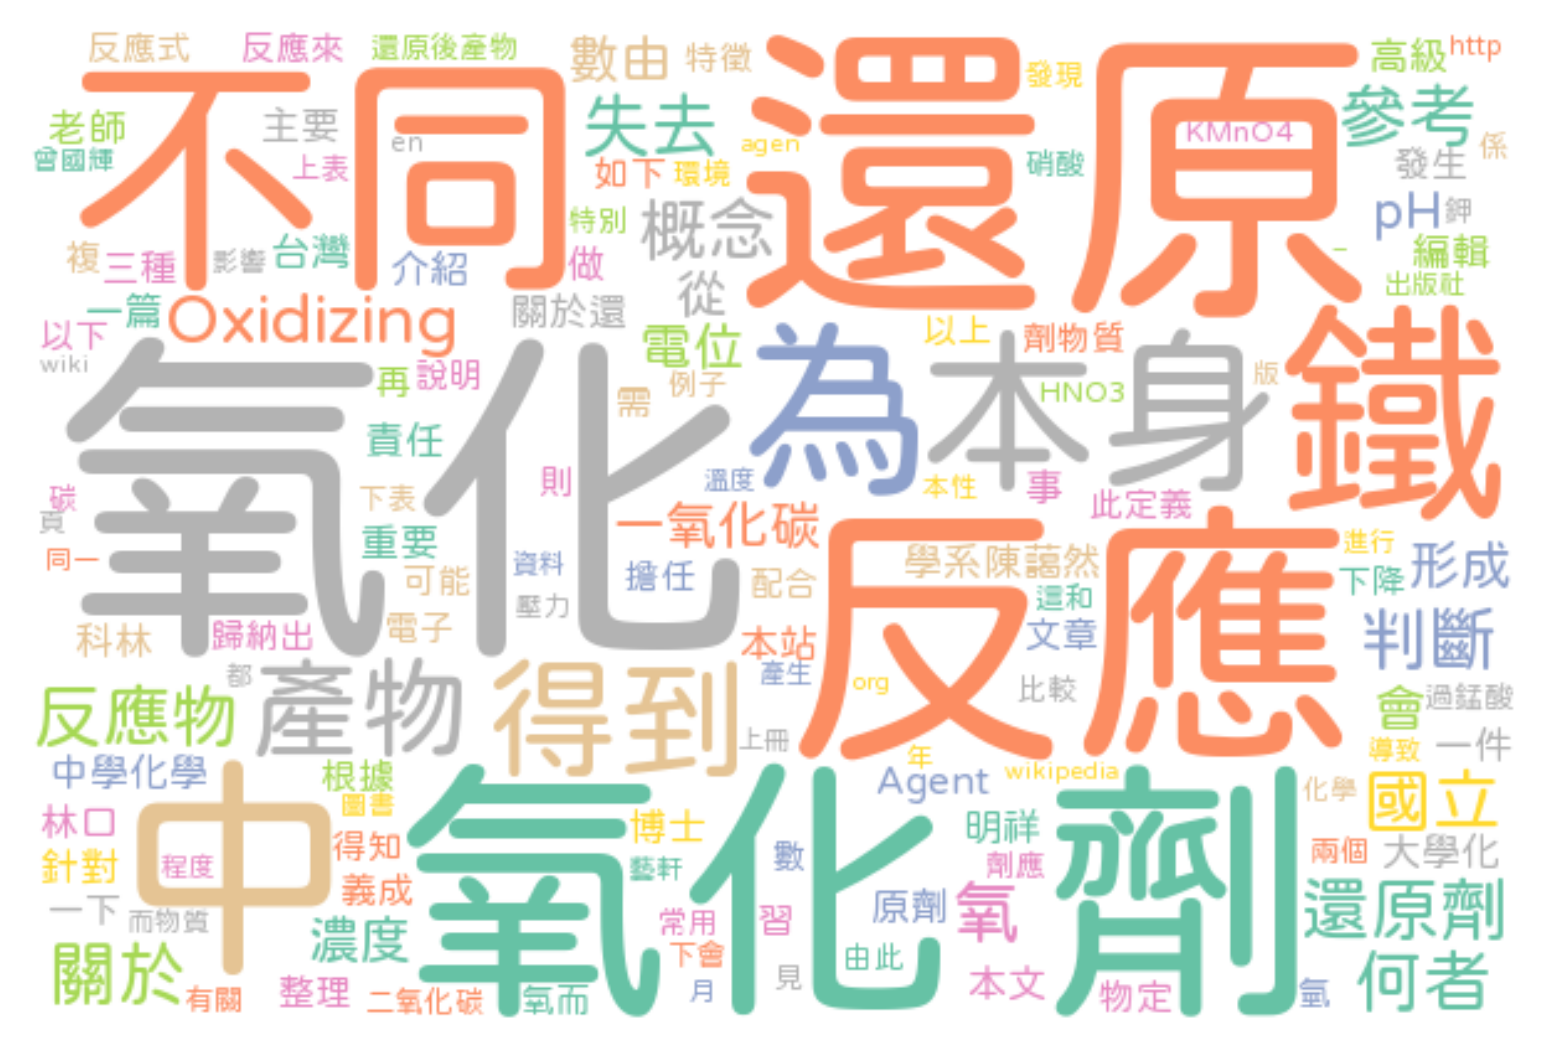 反應式 反應來 還原後產物 數由 特徵 還原 發現 高級 http
不同 老師 主要 en 失去 agen KMnO4 參考
曾國輝 上表 如下 環境 硝酸 發生 係
複 三種 影響 台灣 介紹 特別 做 概念 從 pH 鉀 編輯 出版社
一篇 Oxidizing 關於還 電位 以上 劑物質 鐵
以下 wiki 氧化 再 說明 需 例子 為 本身 HNO3 版
責任 則 溫度 本性 事 此定義
碳 頁 下表 一氧化碳 反應 進行
同一 重要 可能 資料 壓力 擔任 配合 學系陳藹然 這和 下降 形成
科林 歸納出 電子 本站 文章 判斷
反應物 都 產物 得到 產生 org 比較 會 過錳酸
上冊 年 導致 一件
中學化學 根據 氧化劑 Agent wikipedia 化學 國立
林口 中 圖書 博士 明祥
針對 程度 得知 藝軒 數 劑應 兩個 大學化
一下 而物質 義成 常用 習 原劑 氧 還原劑
關於 濃度 下會 見 由此 本文 何者
有關 整理 二氧化碳 氧而 月 物定 氫